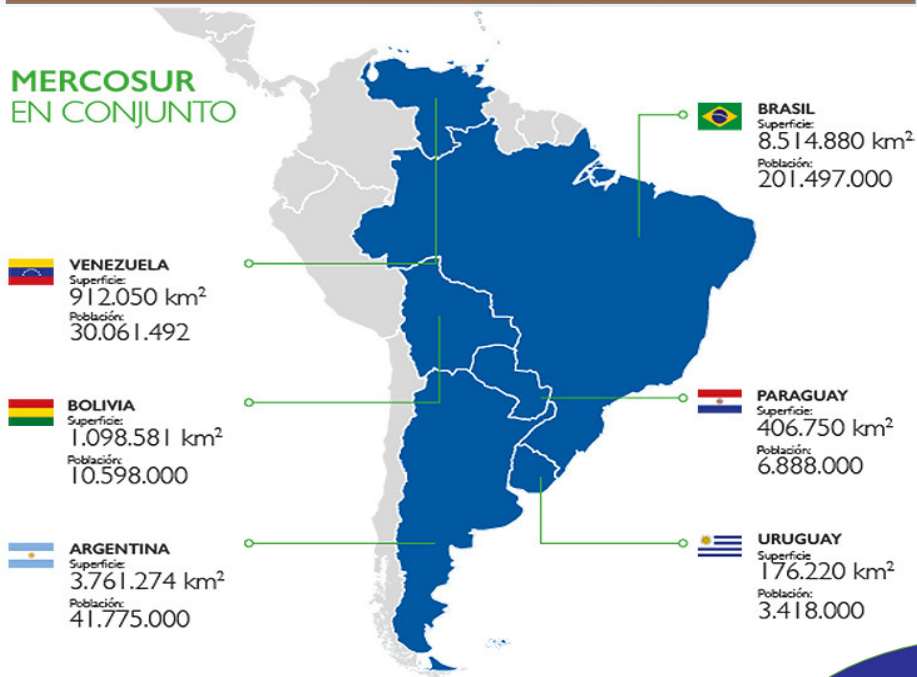 MERCOSUR
EN CONJUNTO
BRASIL
Superficie:
8.514.880 km²
Población:
201.497.000
VENEZUELA
Superficie:
912.050 km²
Población:
30.061.492
BOLIVIA
Superficie:
1.098.581 km²
Población:
10.598.000
PARAGUAY
Superficie:
406.750 km²
Población:
6.888.000
ARGENTINA
Superficie:
3.761.274 km²
Población:
41.775.000
URUGUAY
Superficie
176.220 km²
Población:
3.418.000